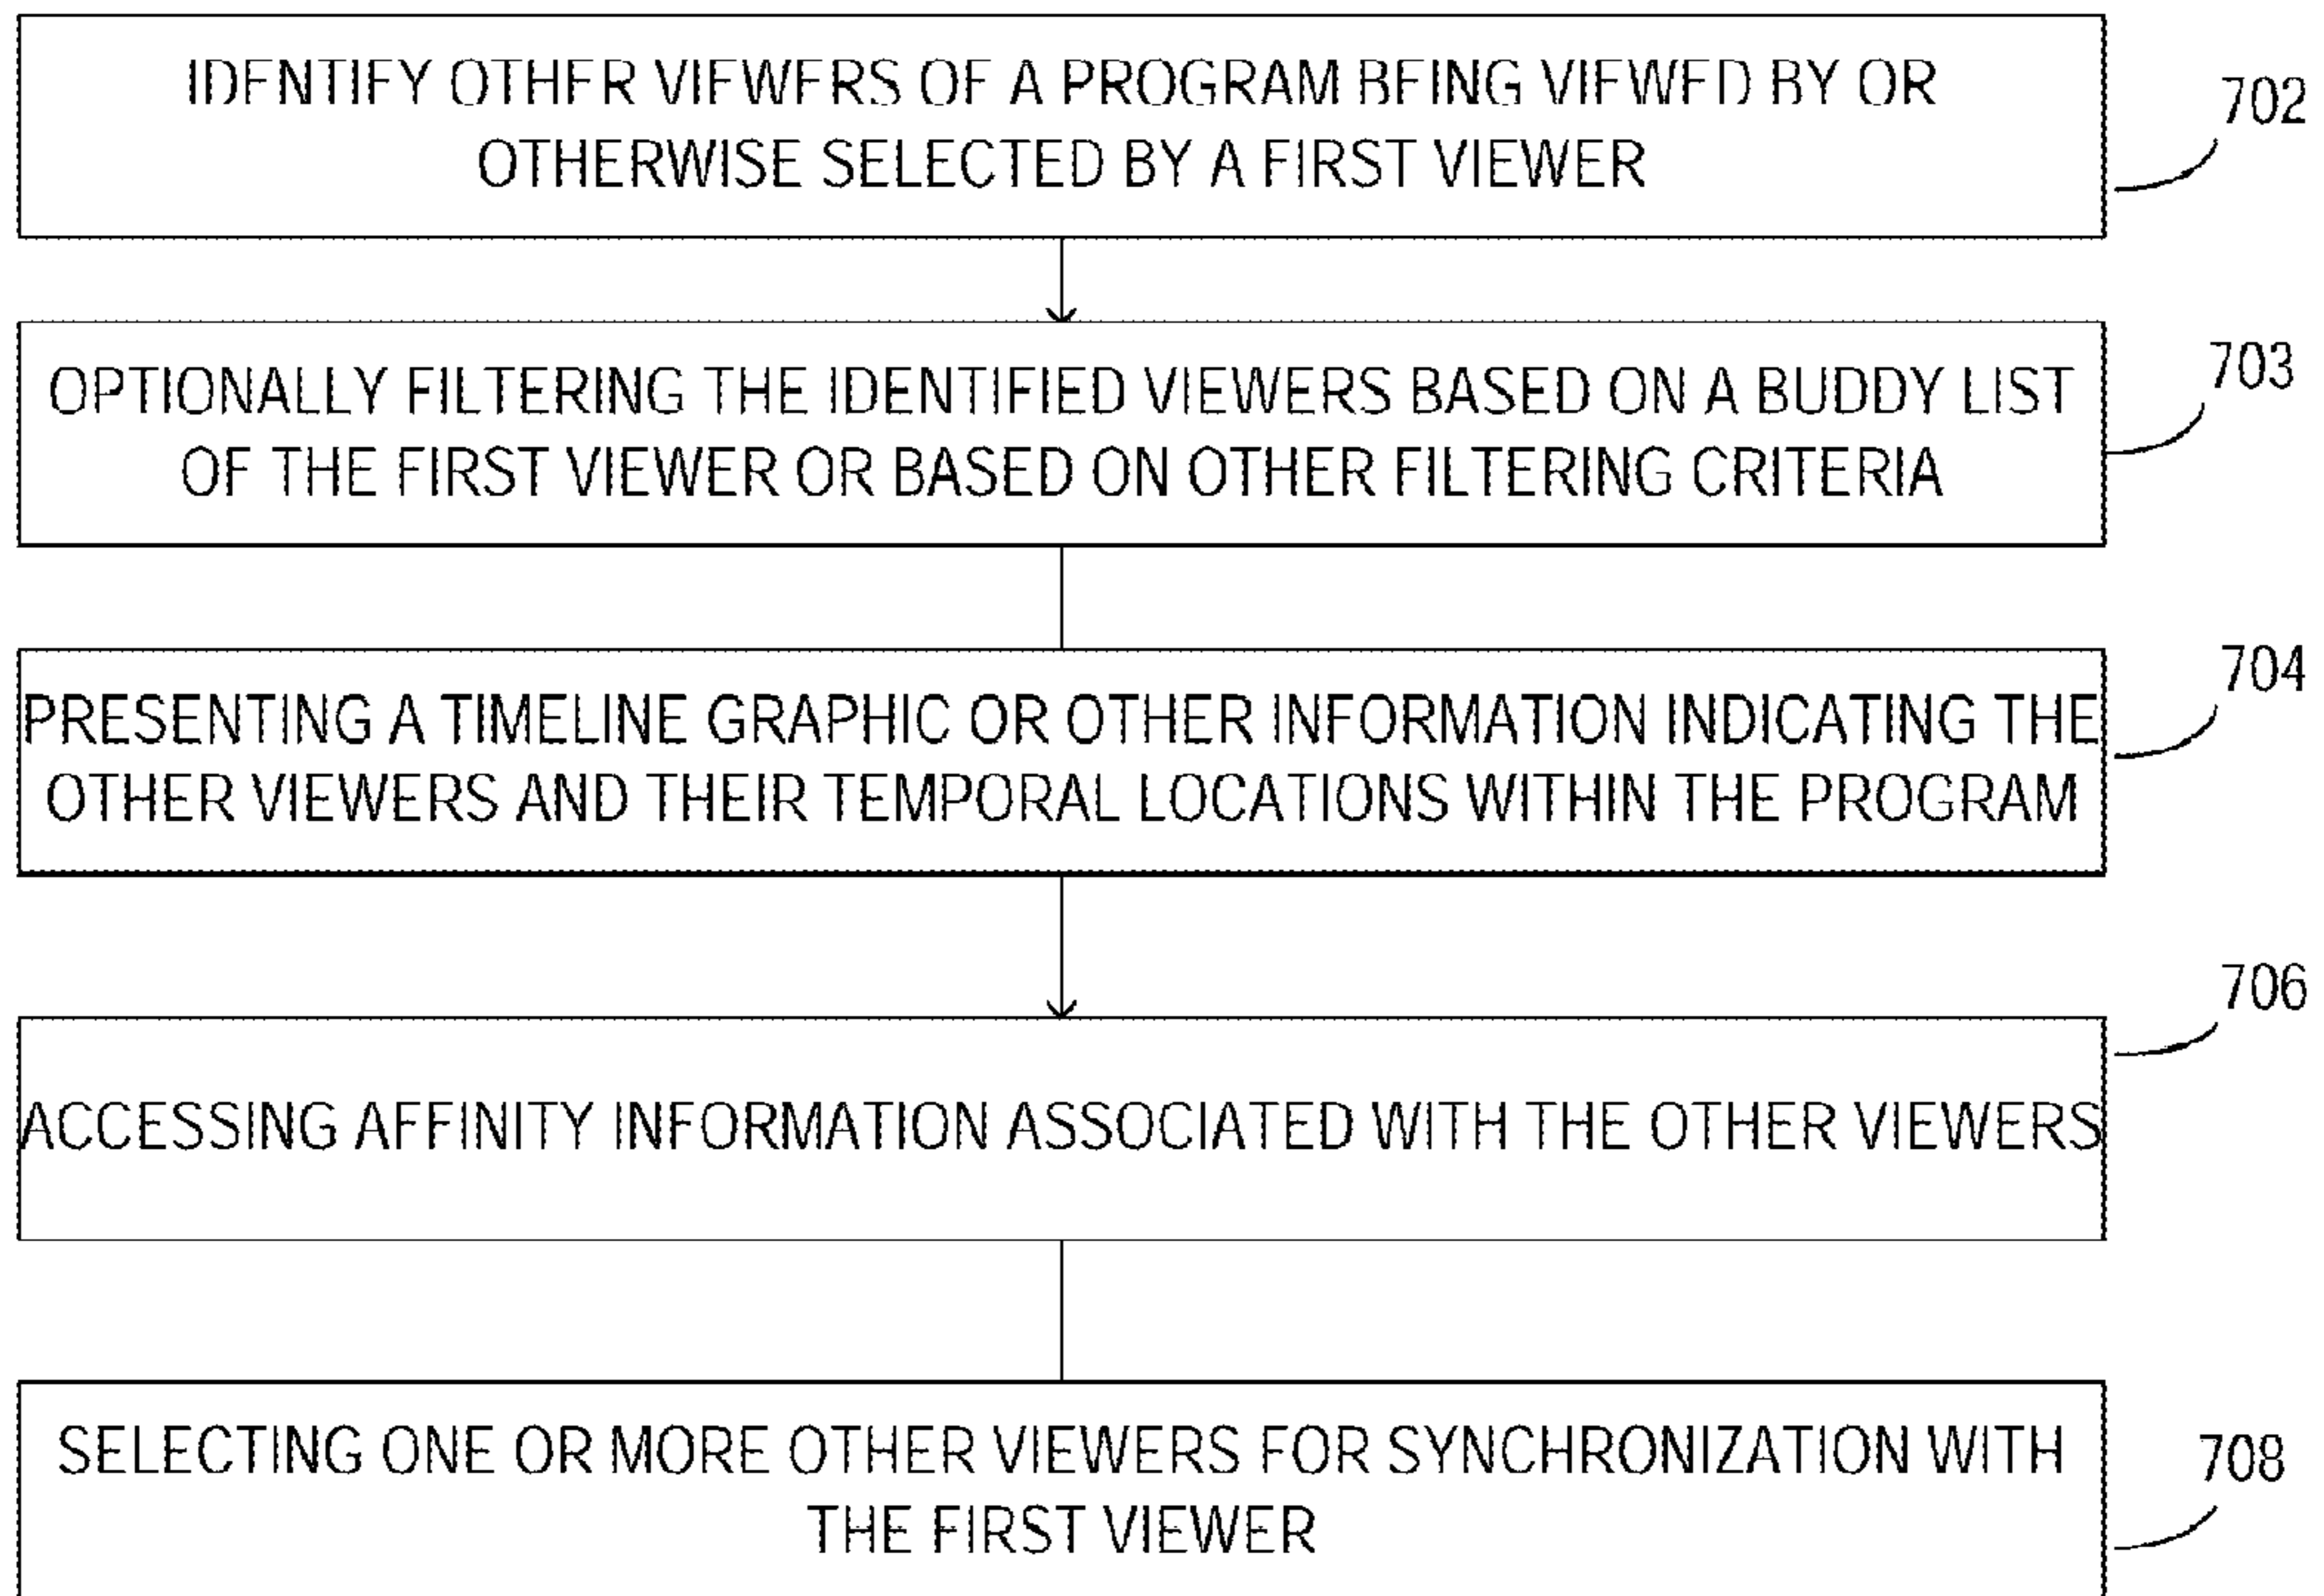 IDENTIFY OTHER VIEWERS OF A PROGRAM BEING VIEWED BY OR
OTHERWISE SELECTED BY A FIRST VIEWER
702
OPTIONALLY FILTERING THE IDENTIFIED VIEWERS BASED ON A BUDDY LIST
OF THE FIRST VIEWER OR BASED ON OTHER FILTERING CRITERIA
703
PRESENTING A TIMELINE GRAPHIC OR OTHER INFORMATION INDICATING THE
OTHER VIEWERS AND THEIR TEMPORAL LOCATIONS WITHIN THE PROGRAM
704
ACCESSING AFFINITY INFORMATION ASSOCIATED WITH THE OTHER VIEWERS
706
SELECTING ONE OR MORE OTHER VIEWERS FOR SYNCHRONIZATION WITH
THE FIRST VIEWER
708